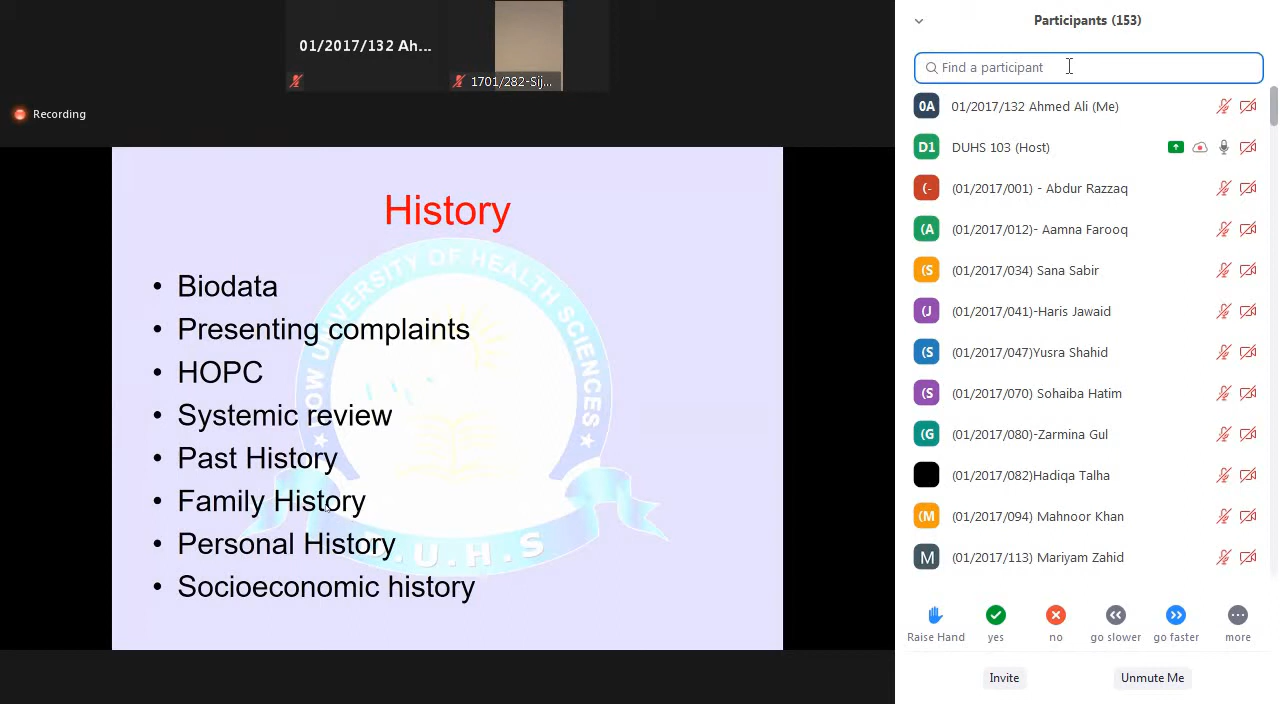 01/2017/132 Ah...
1701/282-Sij...
Recording
History
• Biodata
• Presenting complaints
• HOPC
• Systemic review
• Past History
• Family History
• Personal History
• Socioeconomic history
OW UNIVERSITY OF HEALTH SCIENCES
D.U.H.S
Participants (153)
Find a participant
0A 01/2017/132 Ahmed Ali (Me)
D1 DUHS 103 (Host)
(- (01/2017/001) - Abdur Razzaq
(A (01/2017/012)- Aamna Farooq
(S (01/2017/034) Sana Sabir
(J (01/2017/041)-Haris Jawaid
(S (01/2017/047)Yusra Shahid
(S (01/2017/070) Sohaiba Hatim
(G (01/2017/080)-Zarmina Gul
(01/2017/082)Hadiqa Talha
(M (01/2017/094) Mahnoor Khan
M (01/2017/113) Mariyam Zahid
Raise Hand yes no go slower go faster more
Invite Unmute Me